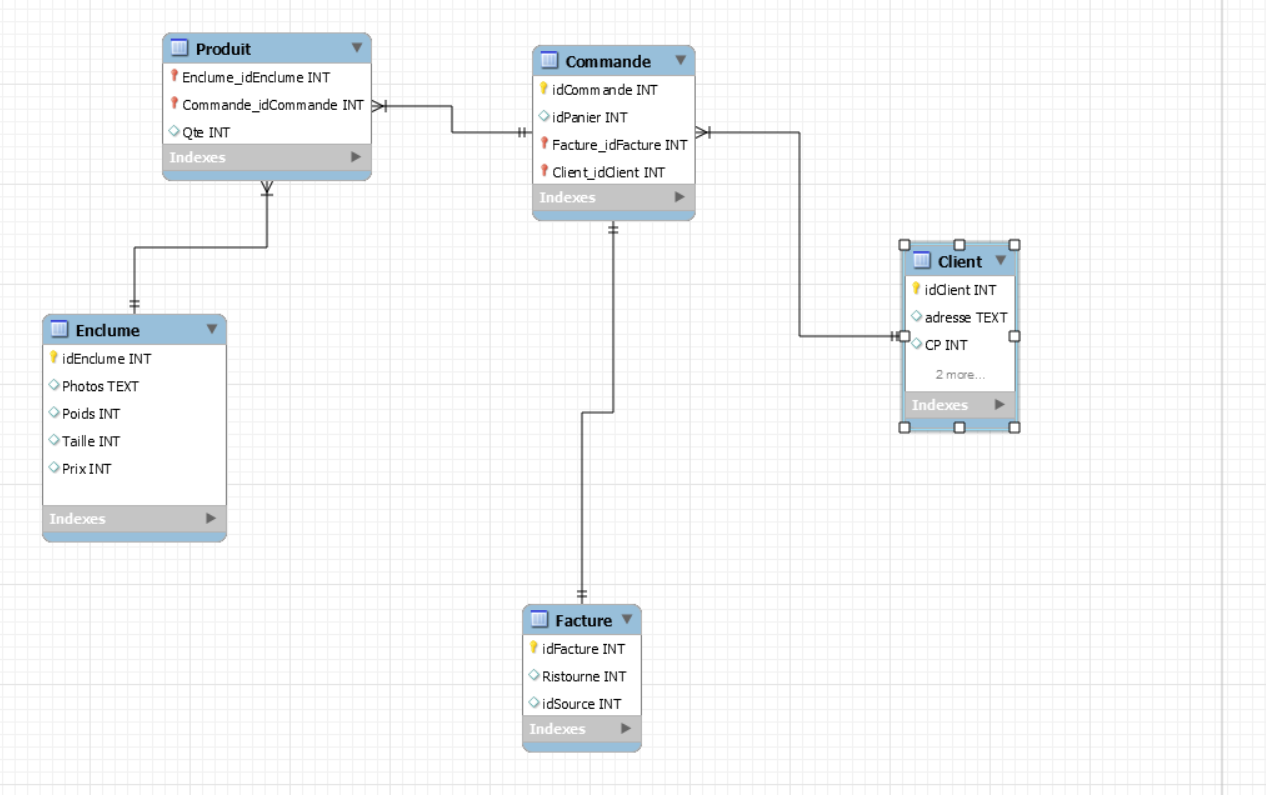 Produit
Enclume_idEnclume INT
Commande_idCommande INT
Qte INT
Indexes
Commande
idCommande INT
idPanier INT
Facture_idFacture INT
Client_idClient INT
Indexes
Client
idClient INT
adresse TEXT
CP INT
2 more...
Indexes
Enclume
idEnclume INT
Photos TEXT
Poids INT
Taille INT
Prix INT
Indexes
Facture
idFacture INT
Ristourne INT
idSource INT
Indexes